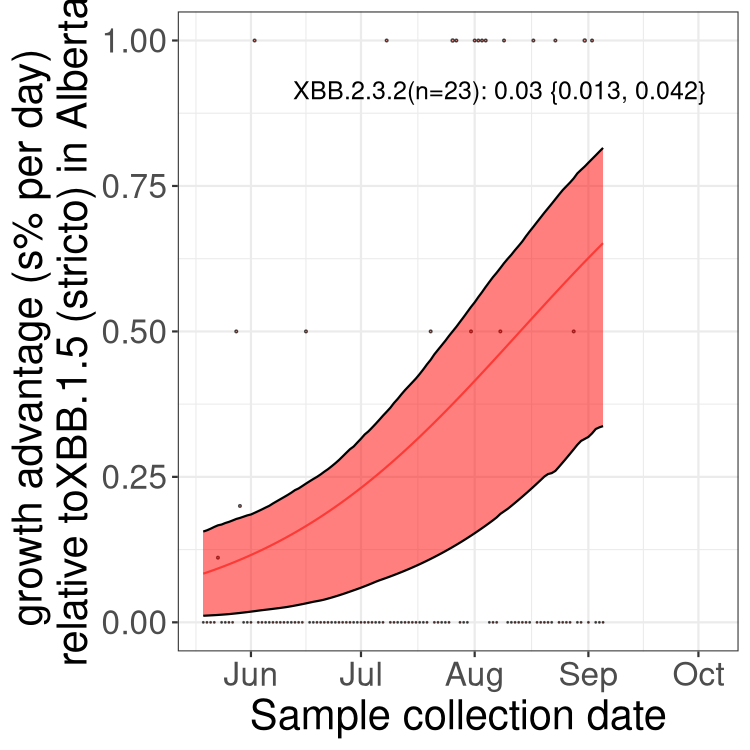 growth advantage (s% per day)
relative toXBB.1.5 (stricto) in Alberta
1.00
0.75
0.50
0.25
0.00
XBB.2.3.2(n=23): 0.03 {0.013, 0.042}
Jun Jul Aug Sep Oct
Sample collection date